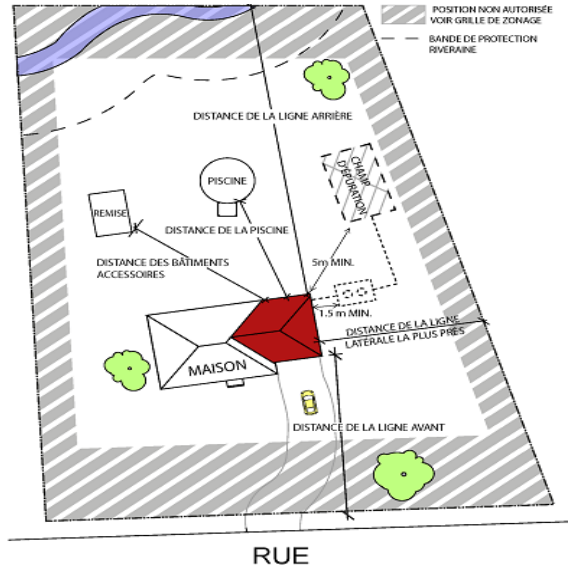 POSITION NON AUTORISÉE
VOIR GRILLE DE ZONAGE
BANDE DE PROTECTION
RIVERAINE
DISTANCE DE LA LIGNE ARRIÈRE
CHAMP
D'ÉPURATION
PISCINE
REMISE
DISTANCE DE LA PISCINE
DISTANCE DES BÂTIMENTS
ACCESSOIRES
5m MIN.
1.5 m MIN.
DISTANCE DE LA LIGNE
LATÉRALE LA PLUS PRÈS
MAISON
DISTANCE DE LA LIGNE AVANT
RUE